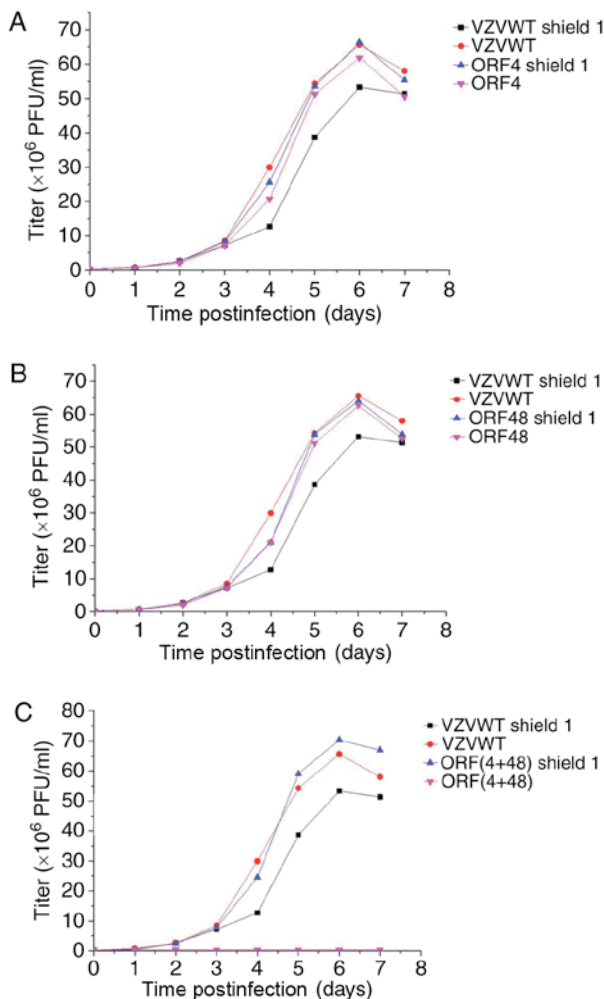 A
VZVWT shield 1
VZVWT
ORF4 shield 1
ORF4
Titer (×10⁶ PFU/ml)
70
60
50
40
30
20
10
0
0 1 2 3 4 5 6 7 8
Time postinfection (days)
B
VZVWT shield 1
VZVWT
ORF48 shield 1
ORF48
Titer (×10⁶ PFU/ml)
70
60
50
40
30
20
10
0
0 1 2 3 4 5 6 7 8
Time postinfection (days)
C
VZVWT shield 1
VZVWT
ORF(4+48) shield 1
ORF(4+48)
Titer (×10⁶ PFU/ml)
80
70
60
50
40
30
20
10
0
0 1 2 3 4 5 6 7 8
Time postinfection (days)